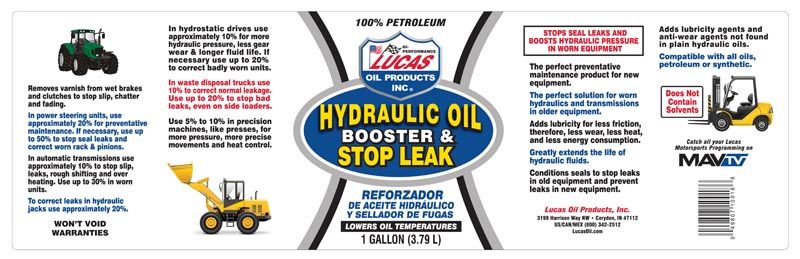 Removes varnish from wet brakes
and clutches to stop slip, chatter
and fading.
In power steering units, use
approximately 20% for preventative
maintenance. If necessary, use up to
50% to stop seal leaks and
correct worn rack & pinions.
In automatic transmissions use
approximately 10% to stop slip,
leaks, rough shifting and over
heating. Use up to 30% in worn
units.
To correct leaks in hydraulic
jacks use approximately 20%.
WON'T VOID
WARRANTIES
In hydrostatic drives use
approximately 10% for more
hydraulic pressure, less gear
wear & longer fluid life. If
necessary use up to 20%
to correct badly worn units.
In waste disposal trucks use
10% to correct normal leakage.
Use up to 20% to stop bad
leaks, even on side loaders.
Use 5% to 10% in precision
machines, like presses, for
more pressure, more precise
movements and heat control.
100% PETROLEUM
HI-PERFORMANCE
LUCAS
OIL PRODUCTS
INC®
HYDRAULIC OIL
BOOSTER &
STOP LEAK
REFORZADOR
DE ACEITE HIDRÁULICO
Y SELLADOR DE FUGAS
LOWERS OIL TEMPERATURES
1 GALLON (3.79 L)
STOPS SEAL LEAKS AND
BOOSTS HYDRAULIC PRESSURE
IN WORN EQUIPMENT
The perfect preventative
maintenance product for new
equipment.
The perfect solution for worn
hydraulics and transmissions
in older equipment.
Adds lubricity for less friction,
therefore, less wear, less heat,
and less energy consumption.
Greatly extends the life of
hydraulic fluids.
Conditions seals to stop leaks
in old equipment and prevent
leaks in new equipment.
Lucas Oil Products, Inc.
3199 Harrison Way NW • Corydon, IN 47112
US/CAN/MEX (800) 342-2512
LucasOil.com
Adds lubricity agents and
anti-wear agents not found
in plain hydraulic oils.
Compatible with all oils,
petroleum or synthetic.
Does Not
Contain
Solvents
Catch all your Lucas
Motorsports Programming on
MAVTV